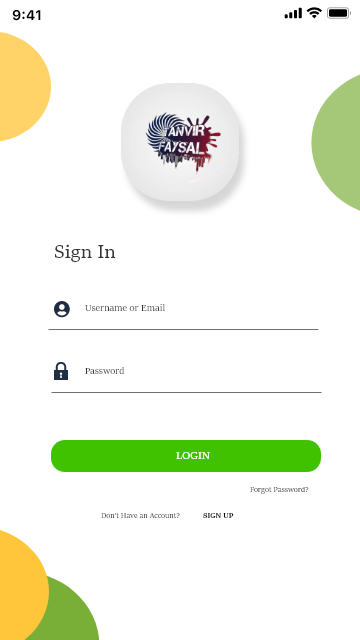 9:41
TANVIR
FAYSAL
Sign In
Username or Email
Password
LOGIN
Forgot Password?
Don't Have an Account? SIGN UP